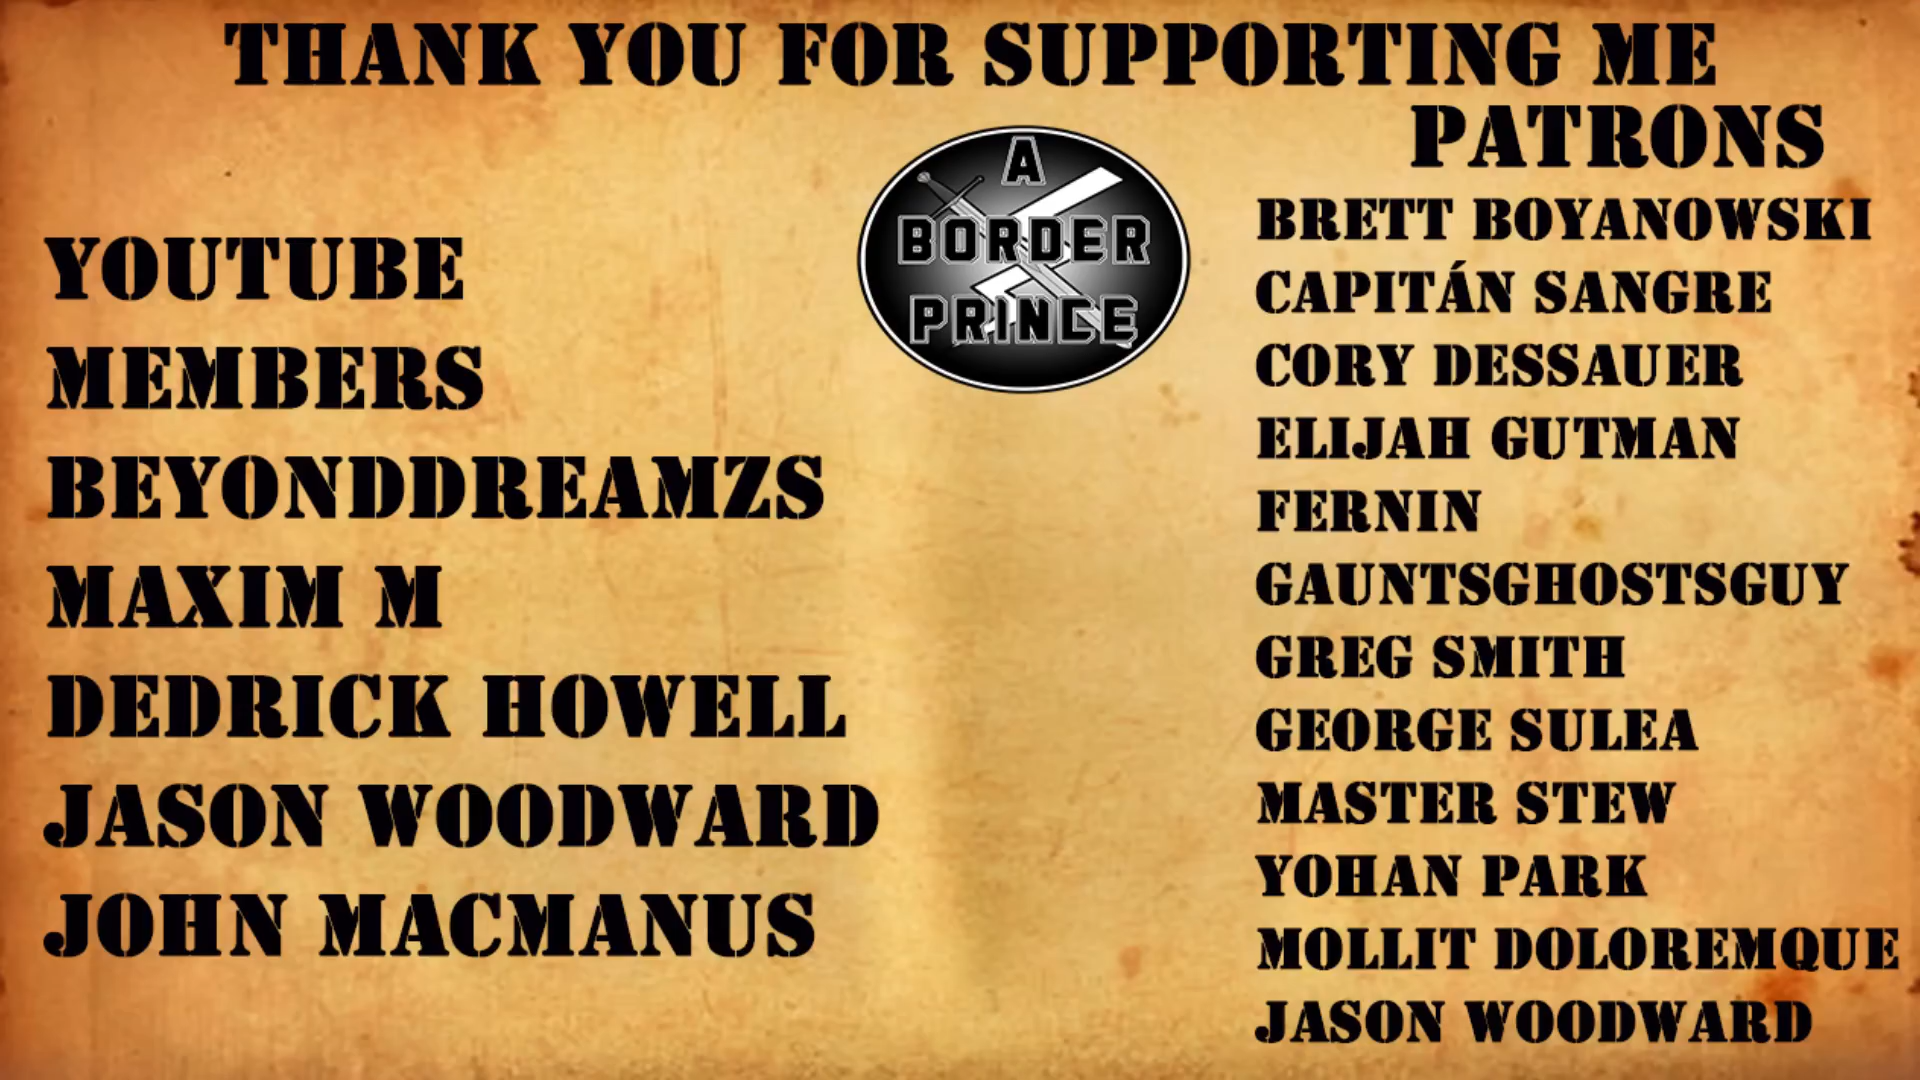 THANK YOU FOR SUPPORTING ME
A
BORDER
PRINCE
YOUTUBE
MEMBERS
BEYONDDREAMZS
MAXIM M
DEDRICK HOWELL
JASON WOODWARD
JOHN MACMANUS
PATRONS
BRETT BOYANOWSKI
CAPITÁN SANGRE
CORY DESSAUER
ELIJAH GUTMAN
FERNIN
GAUNTSGHOSTSGUY
GREG SMITH
GEORGE SULEA
MASTER STEW
YOHAN PARK
MOLLIT DOLOREMQUE
JASON WOODWARD